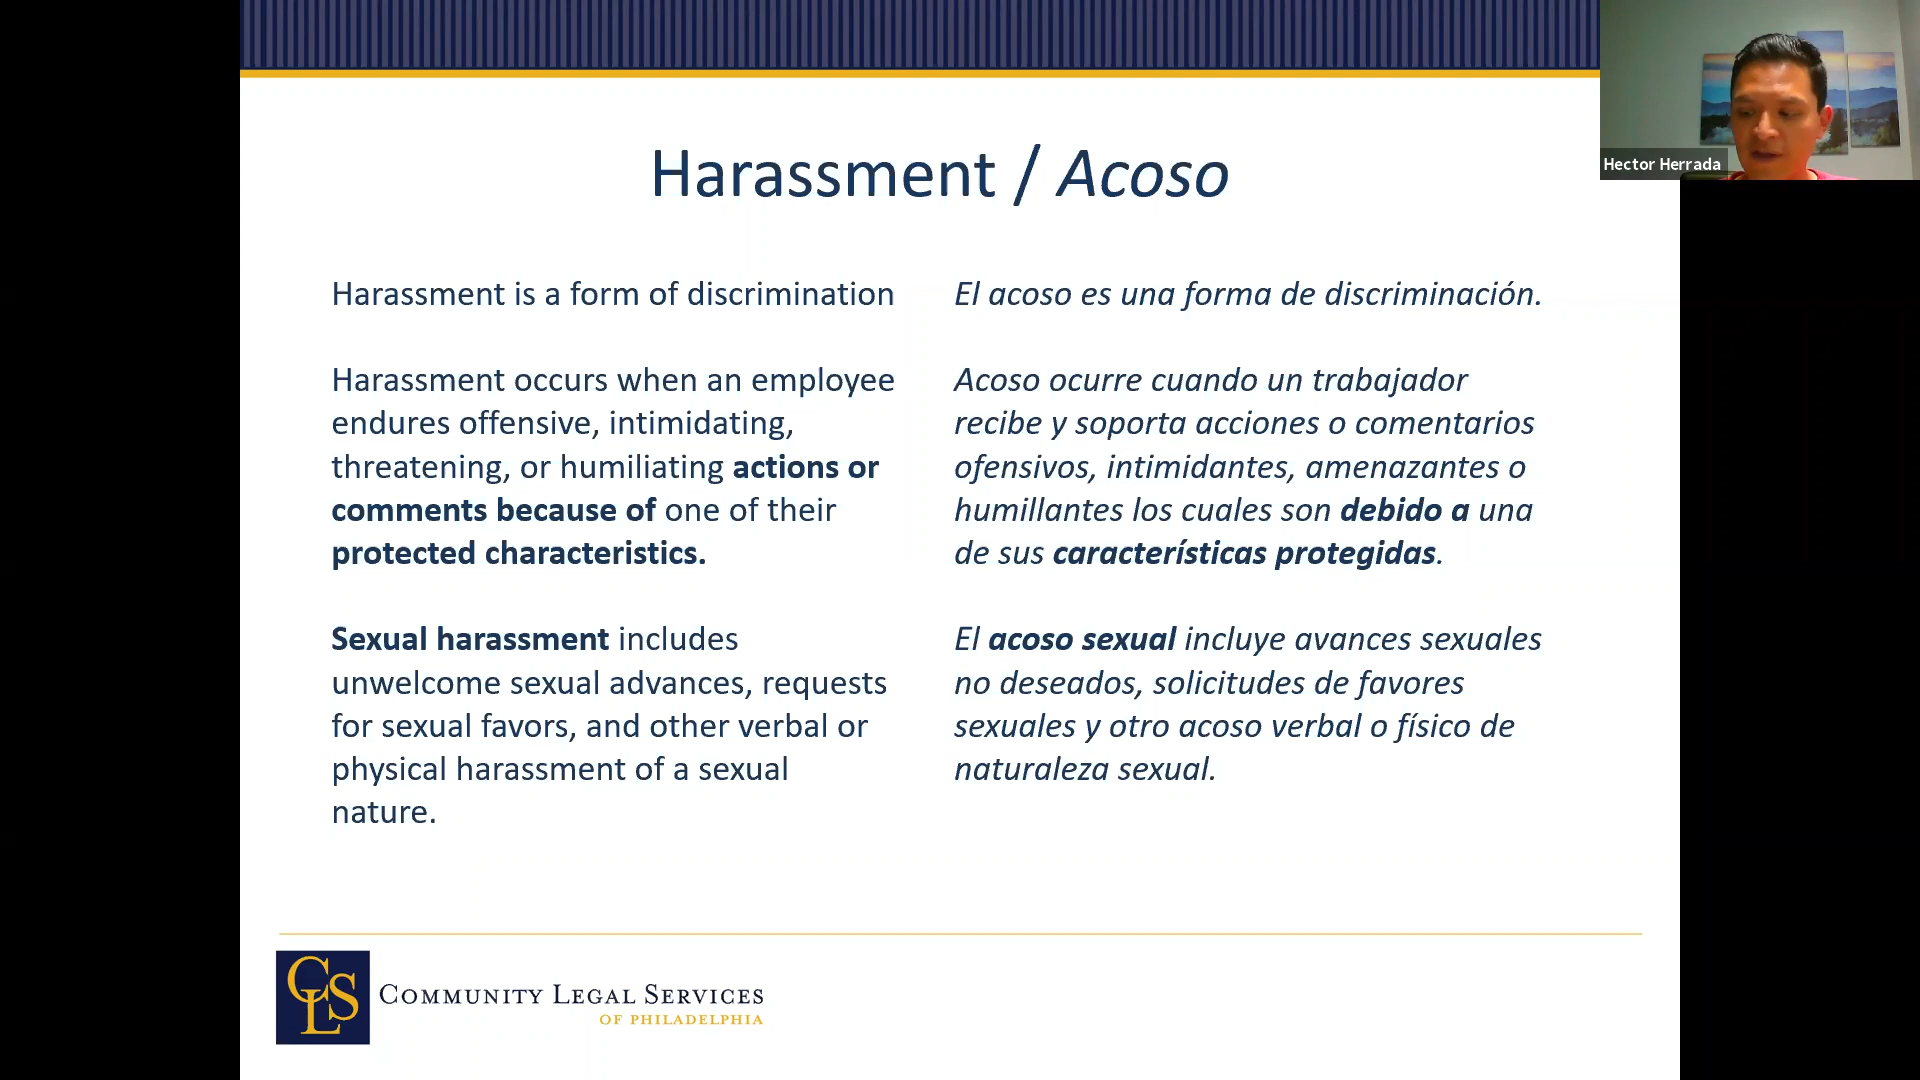 Harassment / Acoso
Hector Herrada
Harassment is a form of discrimination
Harassment occurs when an employee
endures offensive, intimidating,
threatening, or humiliating actions or
comments because of one of their
protected characteristics.
Sexual harassment includes
unwelcome sexual advances, requests
for sexual favors, and other verbal or
physical harassment of a sexual
nature.
El acoso es una forma de discriminación.
Acoso ocurre cuando un trabajador
recibe y soporta acciones o comentarios
ofensivos, intimidantes, amenazantes o
humillantes los cuales son debido a una
de sus características protegidas.
El acoso sexual incluye avances sexuales
no deseados, solicitudes de favores
sexuales y otro acoso verbal o físico de
naturaleza sexual.
CLS
COMMUNITY LEGAL SERVICES
OF PHILADELPHIA